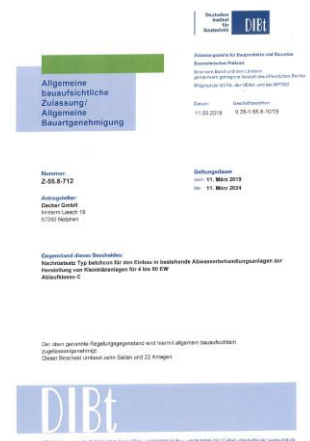 Deutsches
Institut
für
Bautechnik
DIBt
Zulassungsstelle für Bauprodukte und Bauarten
Bautechnisches Prüfamt
Eine vom Bund und den Ländern
gemeinsam getragene Anstalt des öffentlichen Rechts
Mitglied der EOTA, der UEAtc und der WFTAO
Allgemeine
bauaufsichtliche
Zulassung/
Allgemeine
Bauartgenehmigung
Datum: Geschäftszeichen:
11.03.2019 II 35-1.55.8-10/19
Nummer:
Z-55.8-712
Geltungsdauer
vom: 11. März 2019
bis: 11. März 2024
Antragsteller:
Decker GmbH
Hinterm Liesch 10
57250 Netphen
Gegenstand dieses Bescheides:
Nachrüstsatz Typ batchcon für den Einbau in bestehende Abwasserbehandlungsanlagen zur
Herstellung von Kleinkläranlagen für 4 bis 50 EW
Ablaufklasse C
Der oben genannte Regelungsgegenstand wird hiermit allgemein bauaufsichtlich
zugelassen/genehmigt.
Dieser Bescheid umfasst zehn Seiten und 22 Anlagen.
DIBt